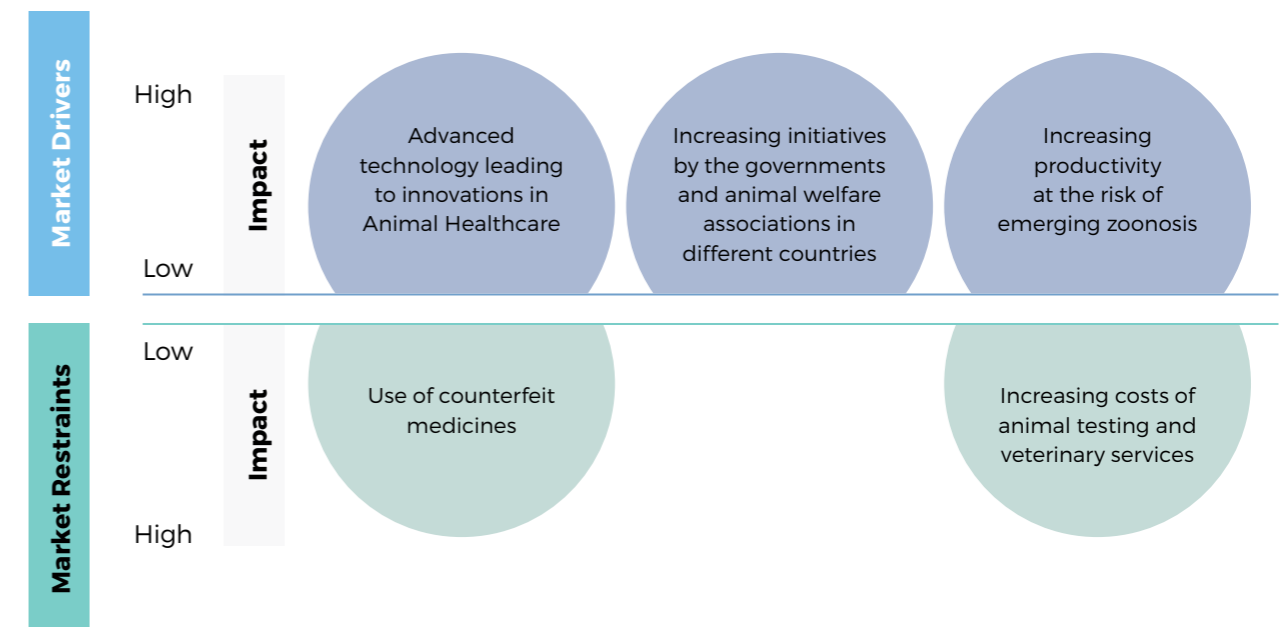 Market Drivers
High
Low
Impact
Advanced
technology leading
to innovations in
Animal Healthcare
Increasing initiatives
by the governments
and animal welfare
associations in
different countries
Increasing
productivity
at the risk of
emerging zoonosis
Market Restraints
Low
High
Impact
Use of counterfeit
medicines
Increasing costs of
animal testing and
veterinary services